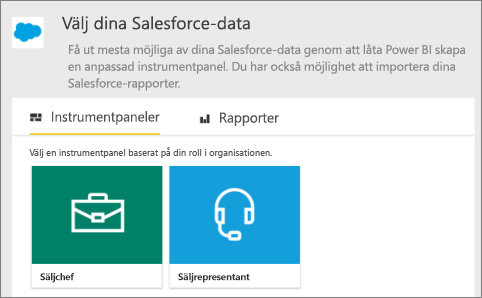 Välj dina Salesforce-data
Få ut mesta möjliga av dina Salesforce-data genom att låta Power BI skapa
en anpassad instrumentpanel. Du har också möjlighet att importera dina
Salesforce-rapporter.
Instrumentpaneler
Rapporter
Välj en instrumentpanel baserat på din roll i organisationen.
Säljchef
Säljrepresentant